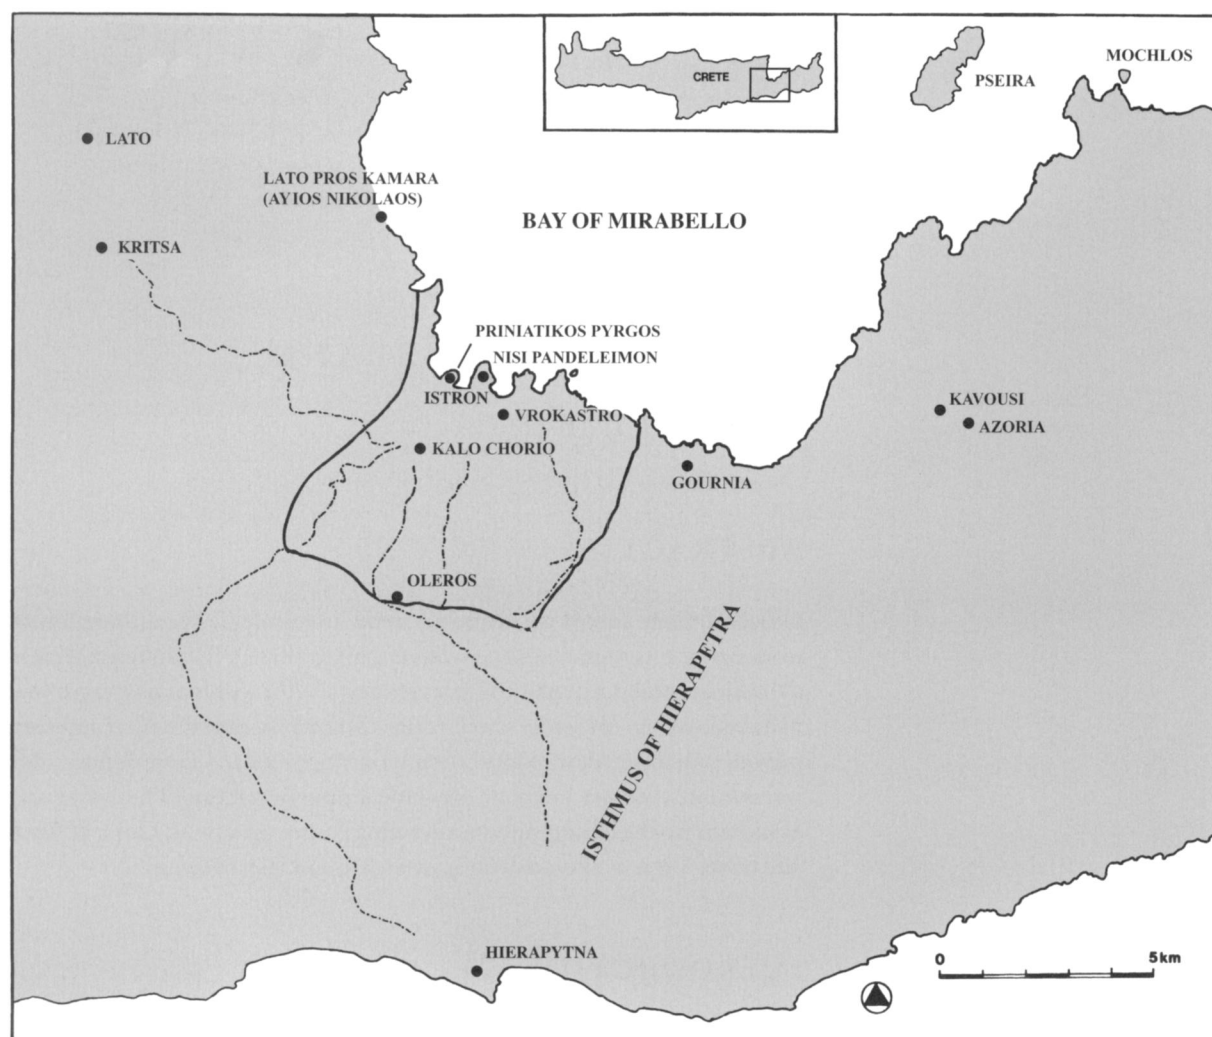 CRETE
MOCHLOS
PSEIRA
LATO
LATO PROS KAMARA
(AYIOS NIKOLAOS)
BAY OF MIRABELLO
KRITSA
PRINIATIKOS PYRGOS
NISI PANDELEIMON
ISTRON
VROKASTRO
KAVOUSI
AZORIA
KALO CHORIO
GOURNIA
OLEROS
ISTHMUS OF HIERAPETRA
HIERAPYTNA
0 5km